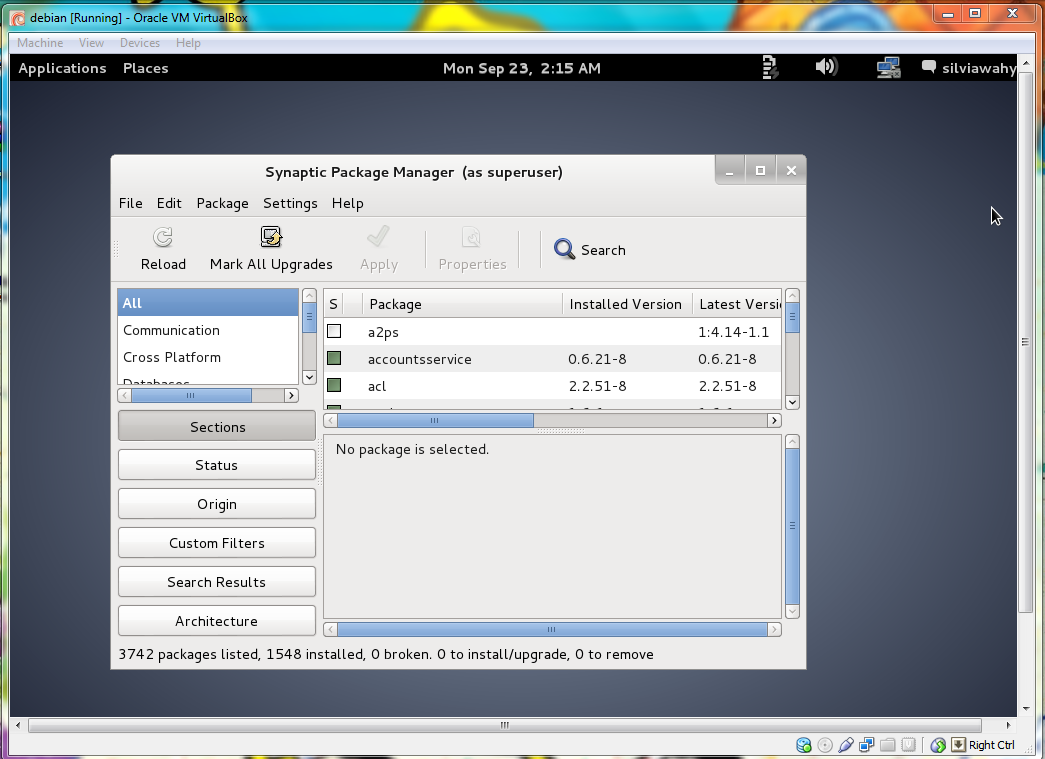 debian [Running] - Oracle VM VirtualBox
Machine View Devices Help
Applications Places Mon Sep 23, 2:15 AM silviawahy
Synaptic Package Manager (as superuser)
File Edit Package Settings Help
Reload Mark All Upgrades Apply Properties Search
All
Communication
Cross Platform
Databases
S Package Installed Version Latest Versi
a2ps 1:4.14-1.1
accountsservice 0.6.21-8 0.6.21-8
acl 2.2.51-8 2.2.51-8
Sections
Status
Origin
Custom Filters
Search Results
Architecture
No package is selected.
3742 packages listed, 1548 installed, 0 broken. 0 to install/upgrade, 0 to remove
Right Ctrl